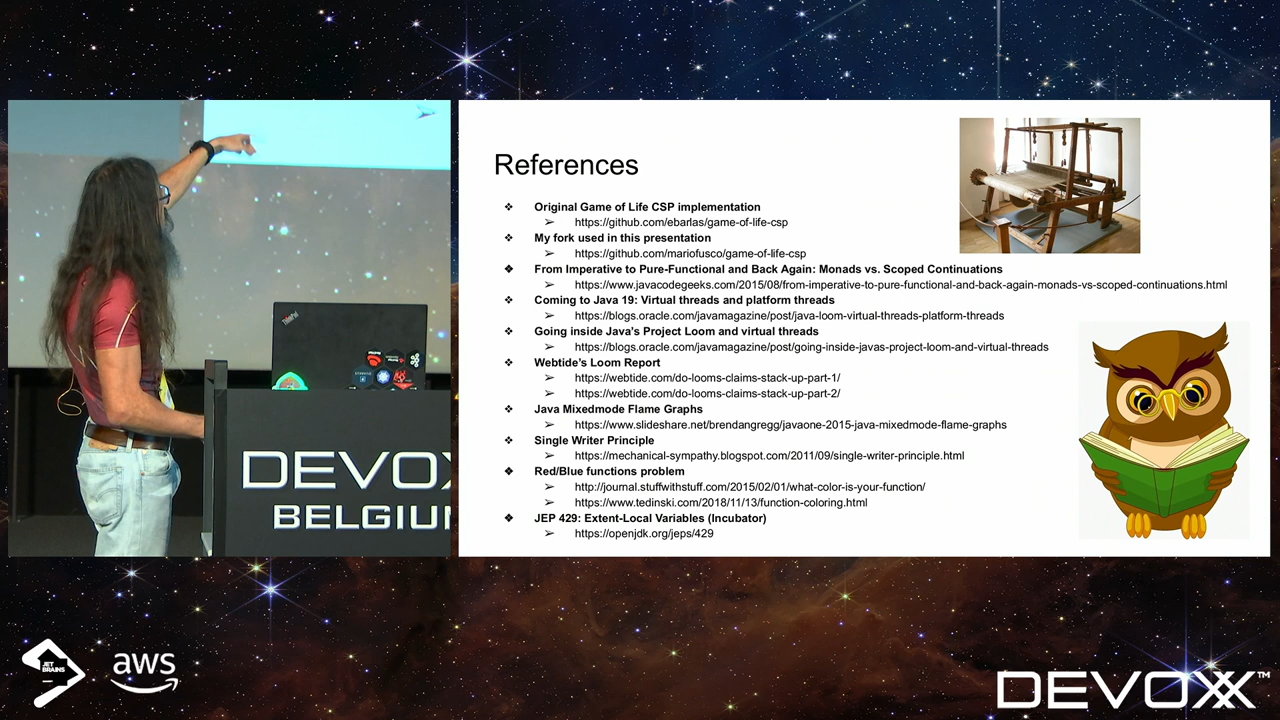 References
❖ Original Game of Life CSP implementation
➢ https://github.com/ebarlas/game-of-life-csp
❖ My fork used in this presentation
➢ https://github.com/mariofusco/game-of-life-csp
❖ From Imperative to Pure-Functional and Back Again: Monads vs. Scoped Continuations
➢ https://www.javacodegeeks.com/2015/08/from-imperative-to-pure-functional-and-back-again-monads-vs-scoped-continuations.html
❖ Coming to Java 19: Virtual threads and platform threads
➢ https://blogs.oracle.com/javamagazine/post/java-loom-virtual-threads-platform-threads
❖ Going inside Java's Project Loom and virtual threads
➢ https://blogs.oracle.com/javamagazine/post/going-inside-javas-project-loom-and-virtual-threads
❖ Webtide's Loom Report
➢ https://webtide.com/do-looms-claims-stack-up-part-1/
➢ https://webtide.com/do-looms-claims-stack-up-part-2/
❖ Java Mixedmode Flame Graphs
➢ https://www.slideshare.net/brendangregg/javaone-2015-java-mixedmode-flame-graphs
❖ Single Writer Principle
➢ https://mechanical-sympathy.blogspot.com/2011/09/single-writer-principle.html
❖ Red/Blue functions problem
➢ http://journal.stuffwithstuff.com/2015/02/01/what-color-is-your-function/
➢ https://www.tedinski.com/2018/11/13/function-coloring.html
❖ JEP 429: Extent-Local Variables (Incubator)
➢ https://openjdk.org/jeps/429
ThinkPad
DEVOX
BELGIU
JET
BRAINS
aws
DEVOXX™